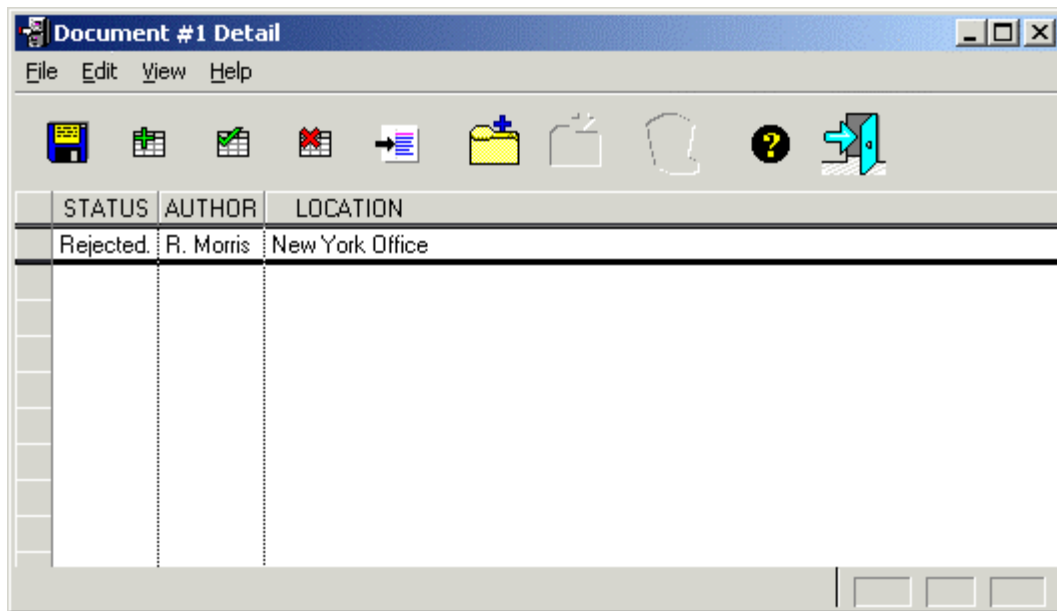 Document #1 Detail
File Edit View Help
?
STATUS AUTHOR LOCATION
Rejected. R. Morris New York Office